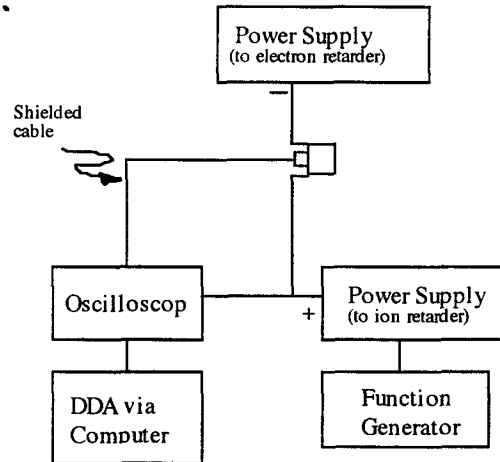 Power Supply
(to electron retarder)
−
Shielded
cable
Oscilloscop
+
Power Supply
(to ion retarder)
DDA via
Computer
Function
Generator